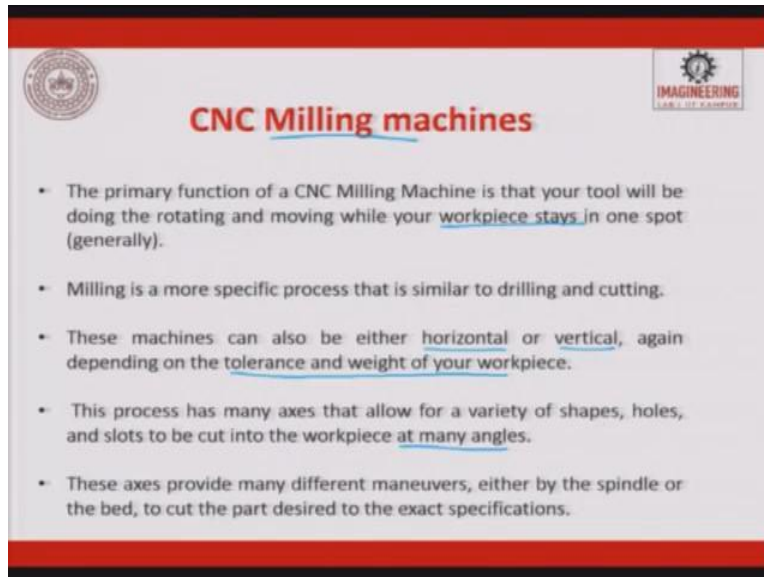 IMAGINEERING
CNC Milling machines
• The primary function of a CNC Milling Machine is that your tool will be
doing the rotating and moving while your workpiece stays in one spot
(generally).
• Milling is a more specific process that is similar to drilling and cutting.
• These machines can also be either horizontal or vertical, again
depending on the tolerance and weight of your workpiece.
• This process has many axes that allow for a variety of shapes, holes,
and slots to be cut into the workpiece at many angles.
• These axes provide many different maneuvers, either by the spindle or
the bed, to cut the part desired to the exact specifications.